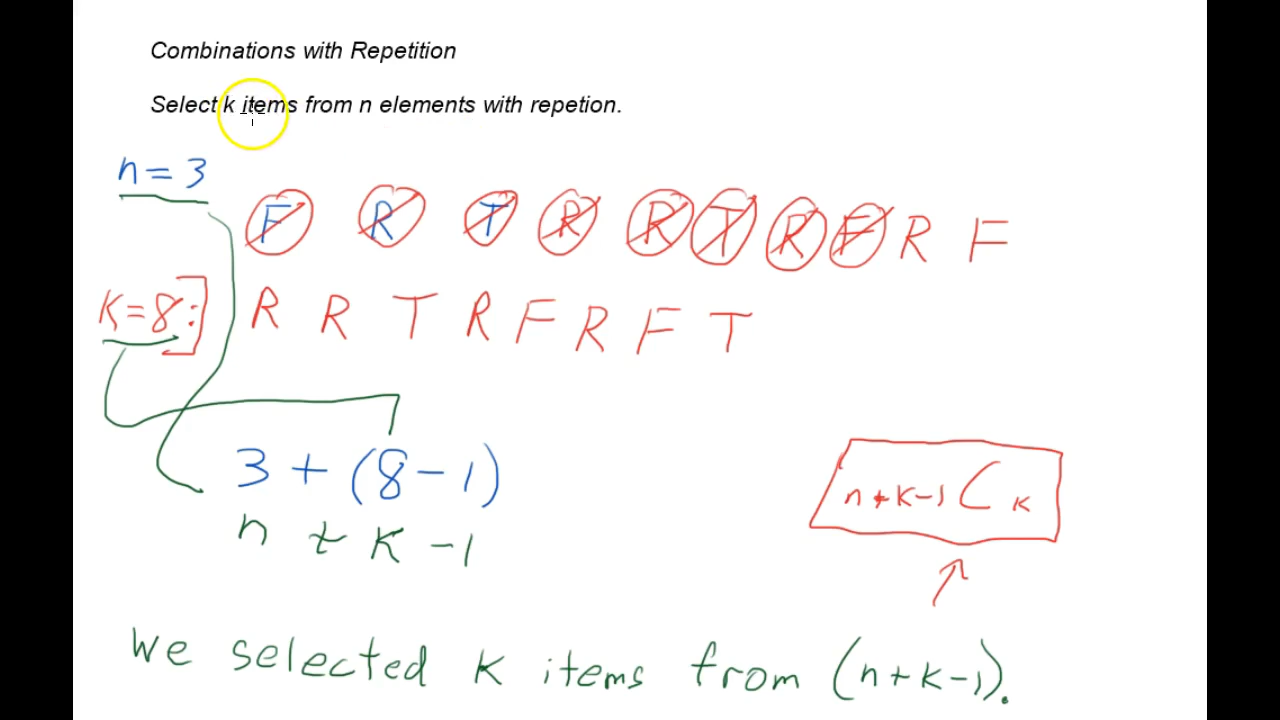 Combinations with Repetition
Select k items from n elements with repetion.
n = 3
F R T R R T R F R F
K=8:
R R T R F R F T
3 + (8-1)
n + K -1
n+K-1 C K
We selected K items from (n+K-1).